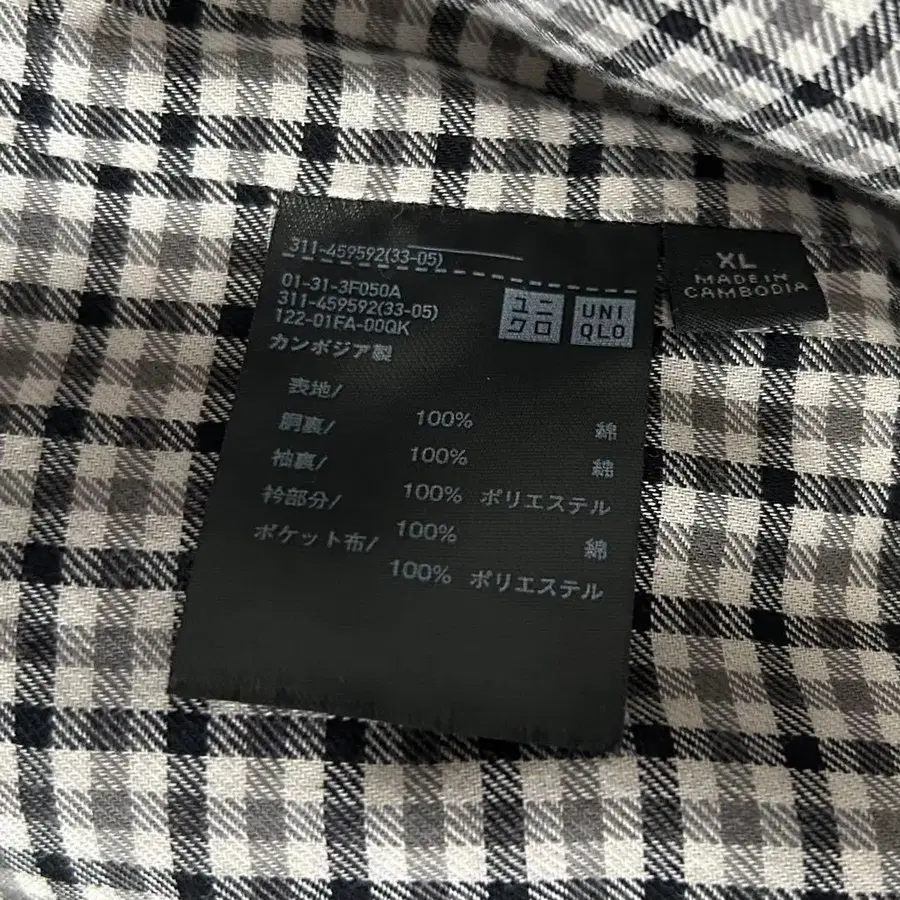 311-459592(33-05)
01-31-3F050A
311-459592(33-05)
122-01FA-00QK
カンボジア製
ユニクロ
UNIQLO
表地/ 100% 綿
胴裏/ 100% 綿
袖裏/ 100% ポリエステル
衿部分/ 100% 綿
ポケット布/ 100% ポリエステル
XL
MADE IN
CAMBODIA